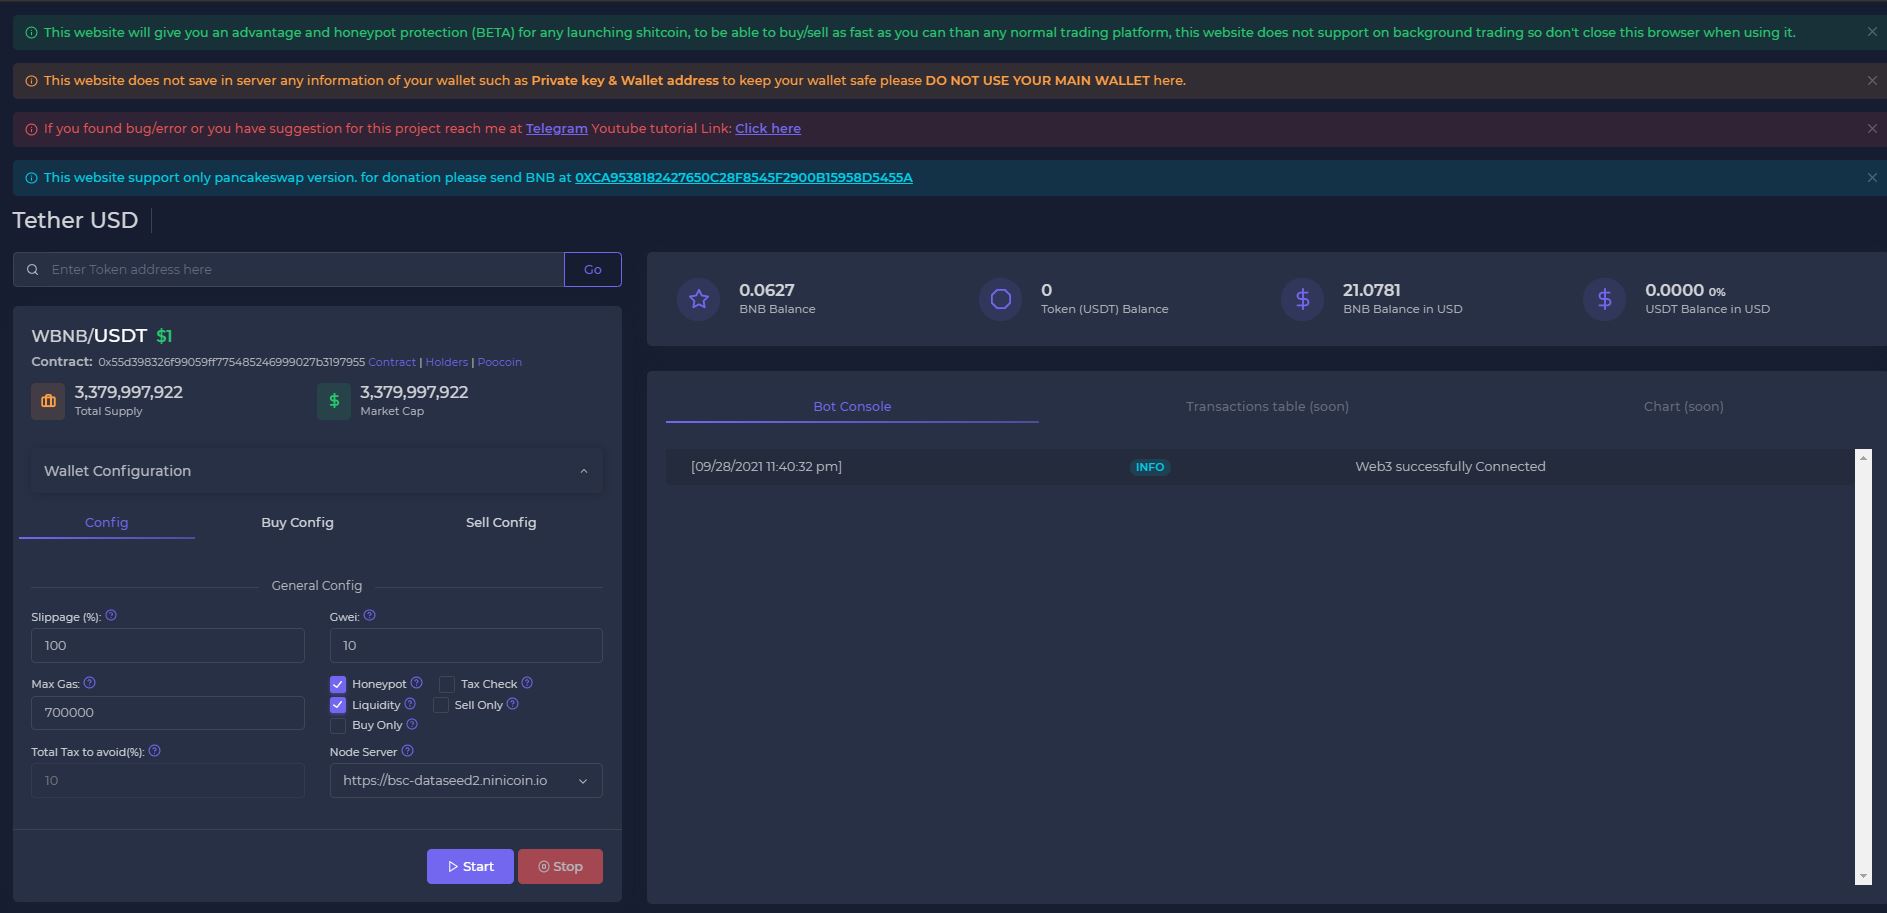 This website will give you an advantage and honeypot protection (BETA) for any launching shitcoin, to be able to buy/sell as fast as you can than any normal trading platform, this website does not support on background trading so don't close this browser when using it.
This website does not save in server any information of your wallet such as Private key & Wallet address to keep your wallet safe please DO NOT USE YOUR MAIN WALLET here.
If you found bug/error or you have suggestion for this project reach me at Telegram Youtube tutorial Link: Click here
This website support only pancakeswap version. for donation please send BNB at 0XCA9538182427650C28F8545F2900B15958D5455A
Tether USD
Enter Token address here
Go
WBNB/USDT $1
Contract: 0x55d398326f99059ff775485246999027b3197955 Contract | Holders | Poocoin
3,379,997,922
Total Supply
3,379,997,922
Market Cap
Wallet Configuration
Config
Buy Config
Sell Config
General Config
Slippage (%):
Gwei:
100
10
Max Gas:
700000
Honeypot
Tax Check
Liquidity
Sell Only
Buy Only
Total Tax to avoid(%):
10
Node Server
https://bsc-dataseed2.ninicoin.io
Start
Stop
0.0627
BNB Balance
0
Token (USDT) Balance
21.0781
BNB Balance in USD
0.0000 0%
USDT Balance in USD
Bot Console
Transactions table (soon)
Chart (soon)
[09/28/2021 11:40:32 pm]
INFO
Web3 successfully Connected